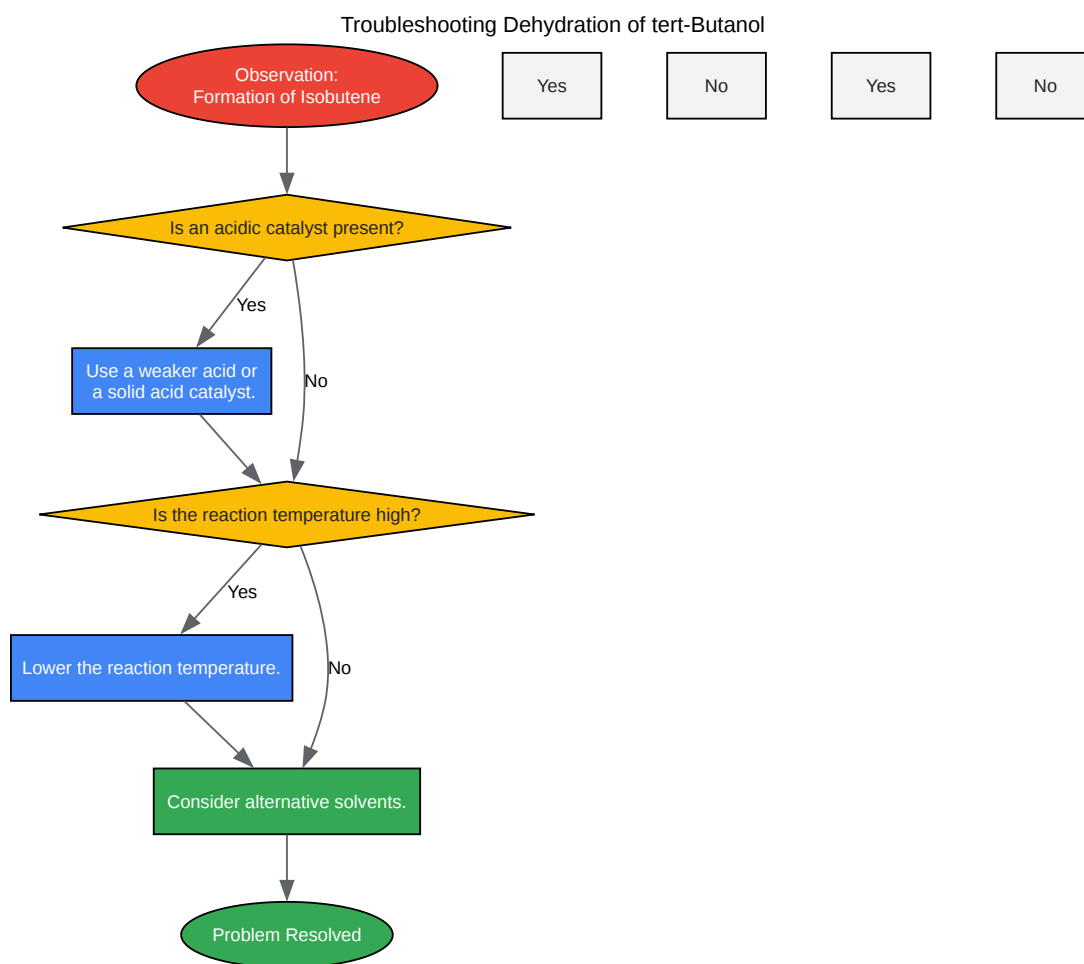 Troubleshooting Dehydration of tert-Butanol
Observation:
Formation of Isobutene
Yes
No
Yes
No
Is an acidic catalyst present?
Yes
Use a weaker acid or
a solid acid catalyst.
No
Is the reaction temperature high?
Yes
Lower the reaction temperature.
No
Consider alternative solvents.
Problem Resolved